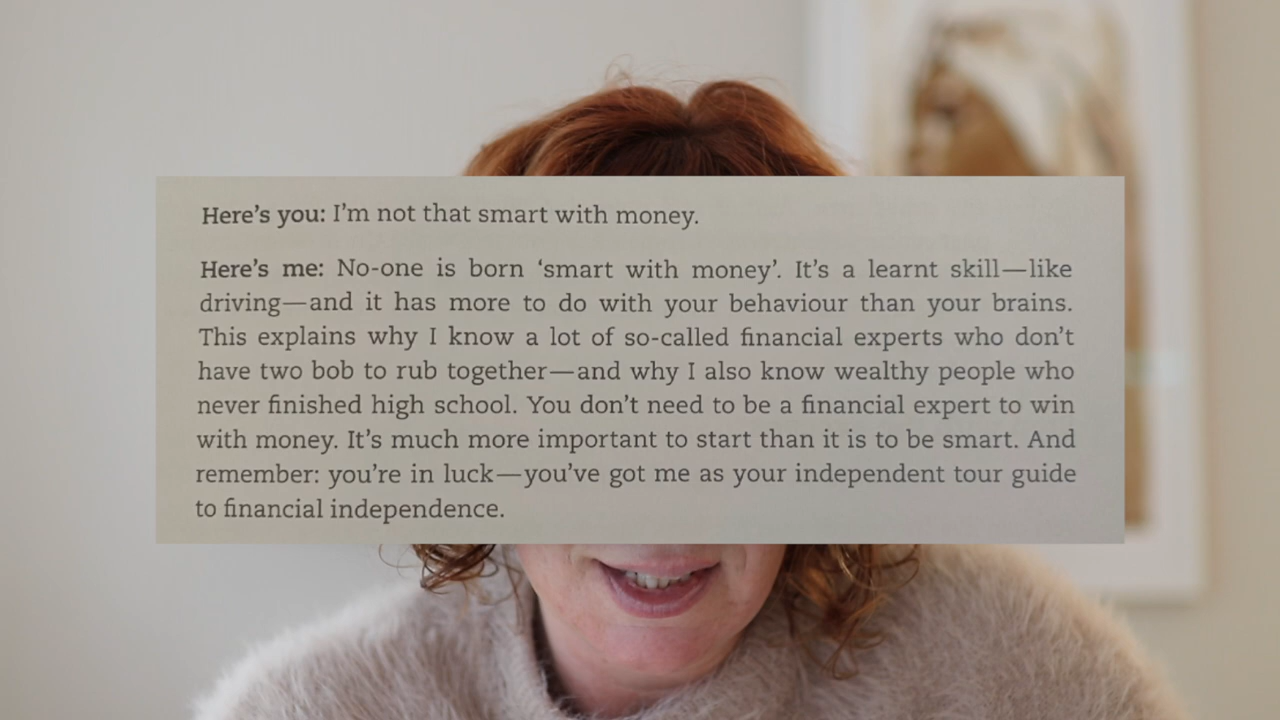 Here's you: I'm not that smart with money.
Here's me: No-one is born ‘smart with money’. It's a learnt skill—like
driving—and it has more to do with your behaviour than your brains.
This explains why I know a lot of so-called financial experts who don't
have two bob to rub together—and why I also know wealthy people who
never finished high school. You don't need to be a financial expert to win
with money. It's much more important to start than it is to be smart. And
remember: you're in luck—you've got me as your independent tour guide
to financial independence.